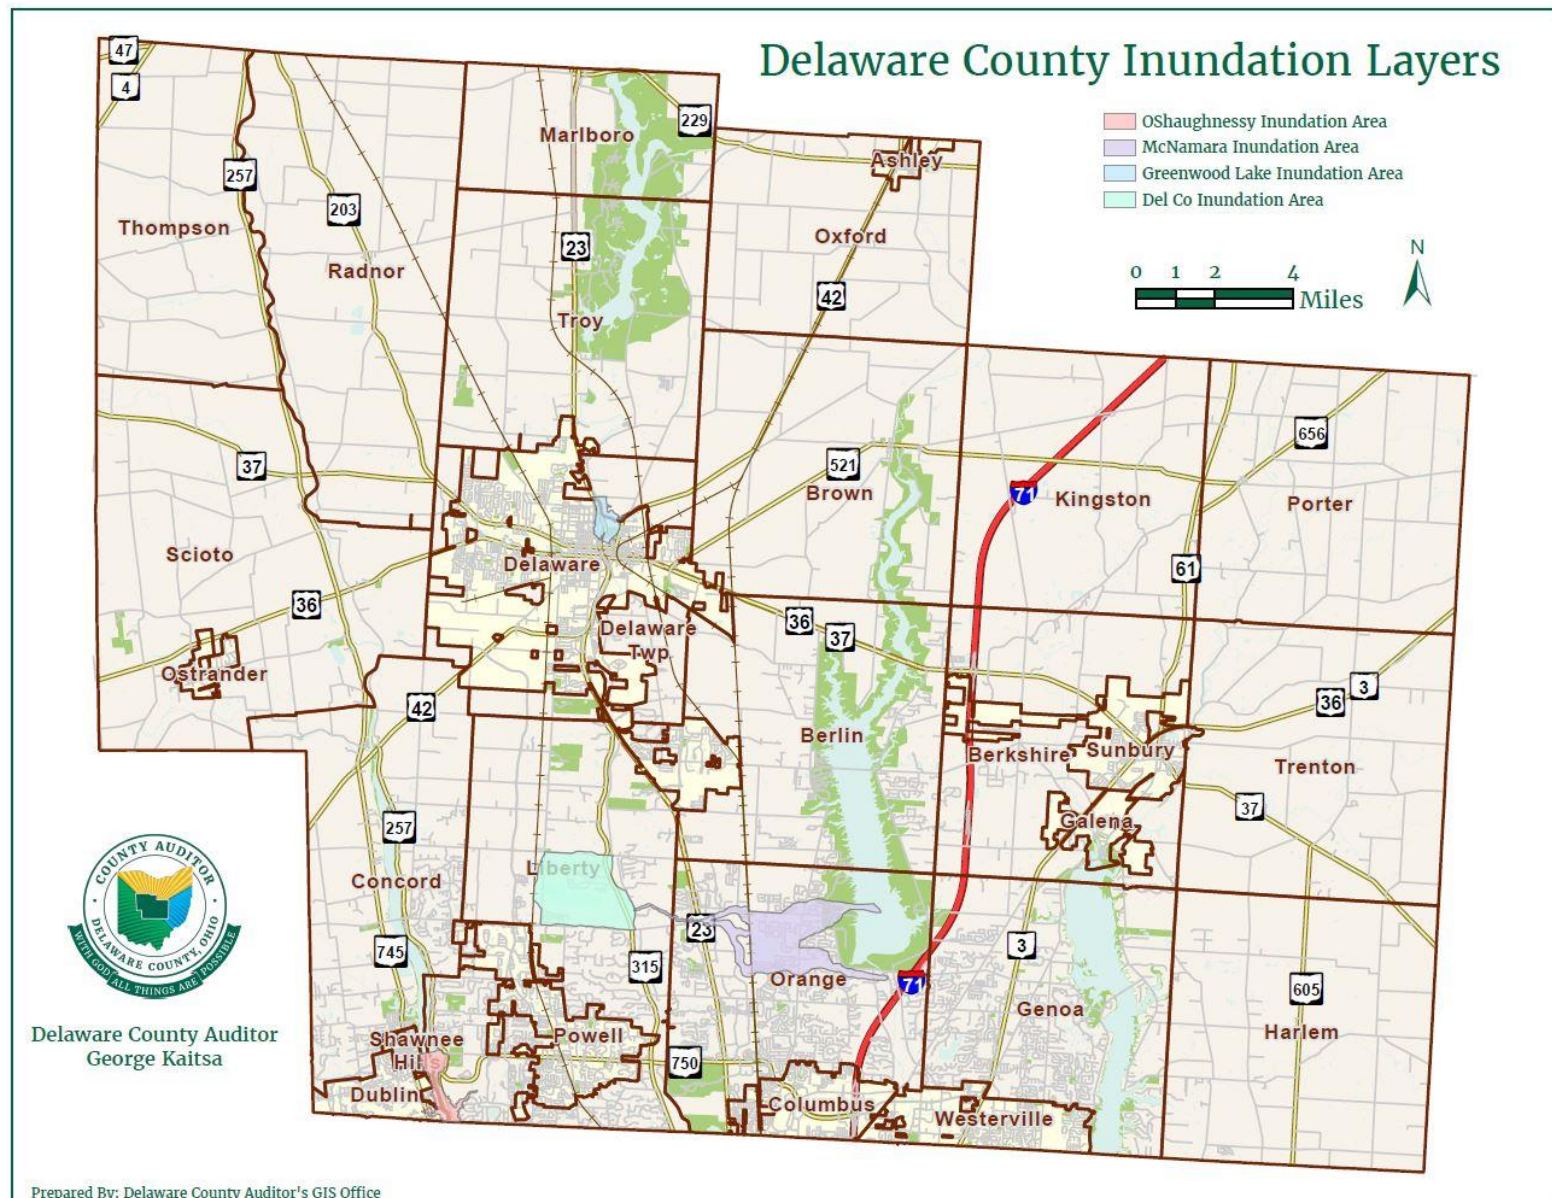 Delaware County Inundation Layers
OShaughnessy Inundation Area
McNamara Inundation Area
Greenwood Lake Inundation Area
Del Co Inundation Area
N
0 1 2 4
Miles
47
4
257
203
Thompson
Radnor
Marlboro
229
Ashley
23
Oxford
42
Troy
37
521
Brown
71
Kingston
656
Porter
Scioto
Delaware
61
36
36
37
Delaware
Twp
Ostrander
42
Berlin
Berkshire
Sunbury
36
3
Trenton
37
Galena
257
Concord
Liberty
23
745
315
Orange
71
3
Genoa
605
Harlem
Shawnee
Hills
Powell
750
Dublin
Columbus
Westerville
COUNTY AUDITOR
DELAWARE COUNTY, OHIO
WITH GOD ALL THINGS ARE POSSIBLE
Delaware County Auditor
George Kaitsa
Prepared By: Delaware County Auditor's GIS Office